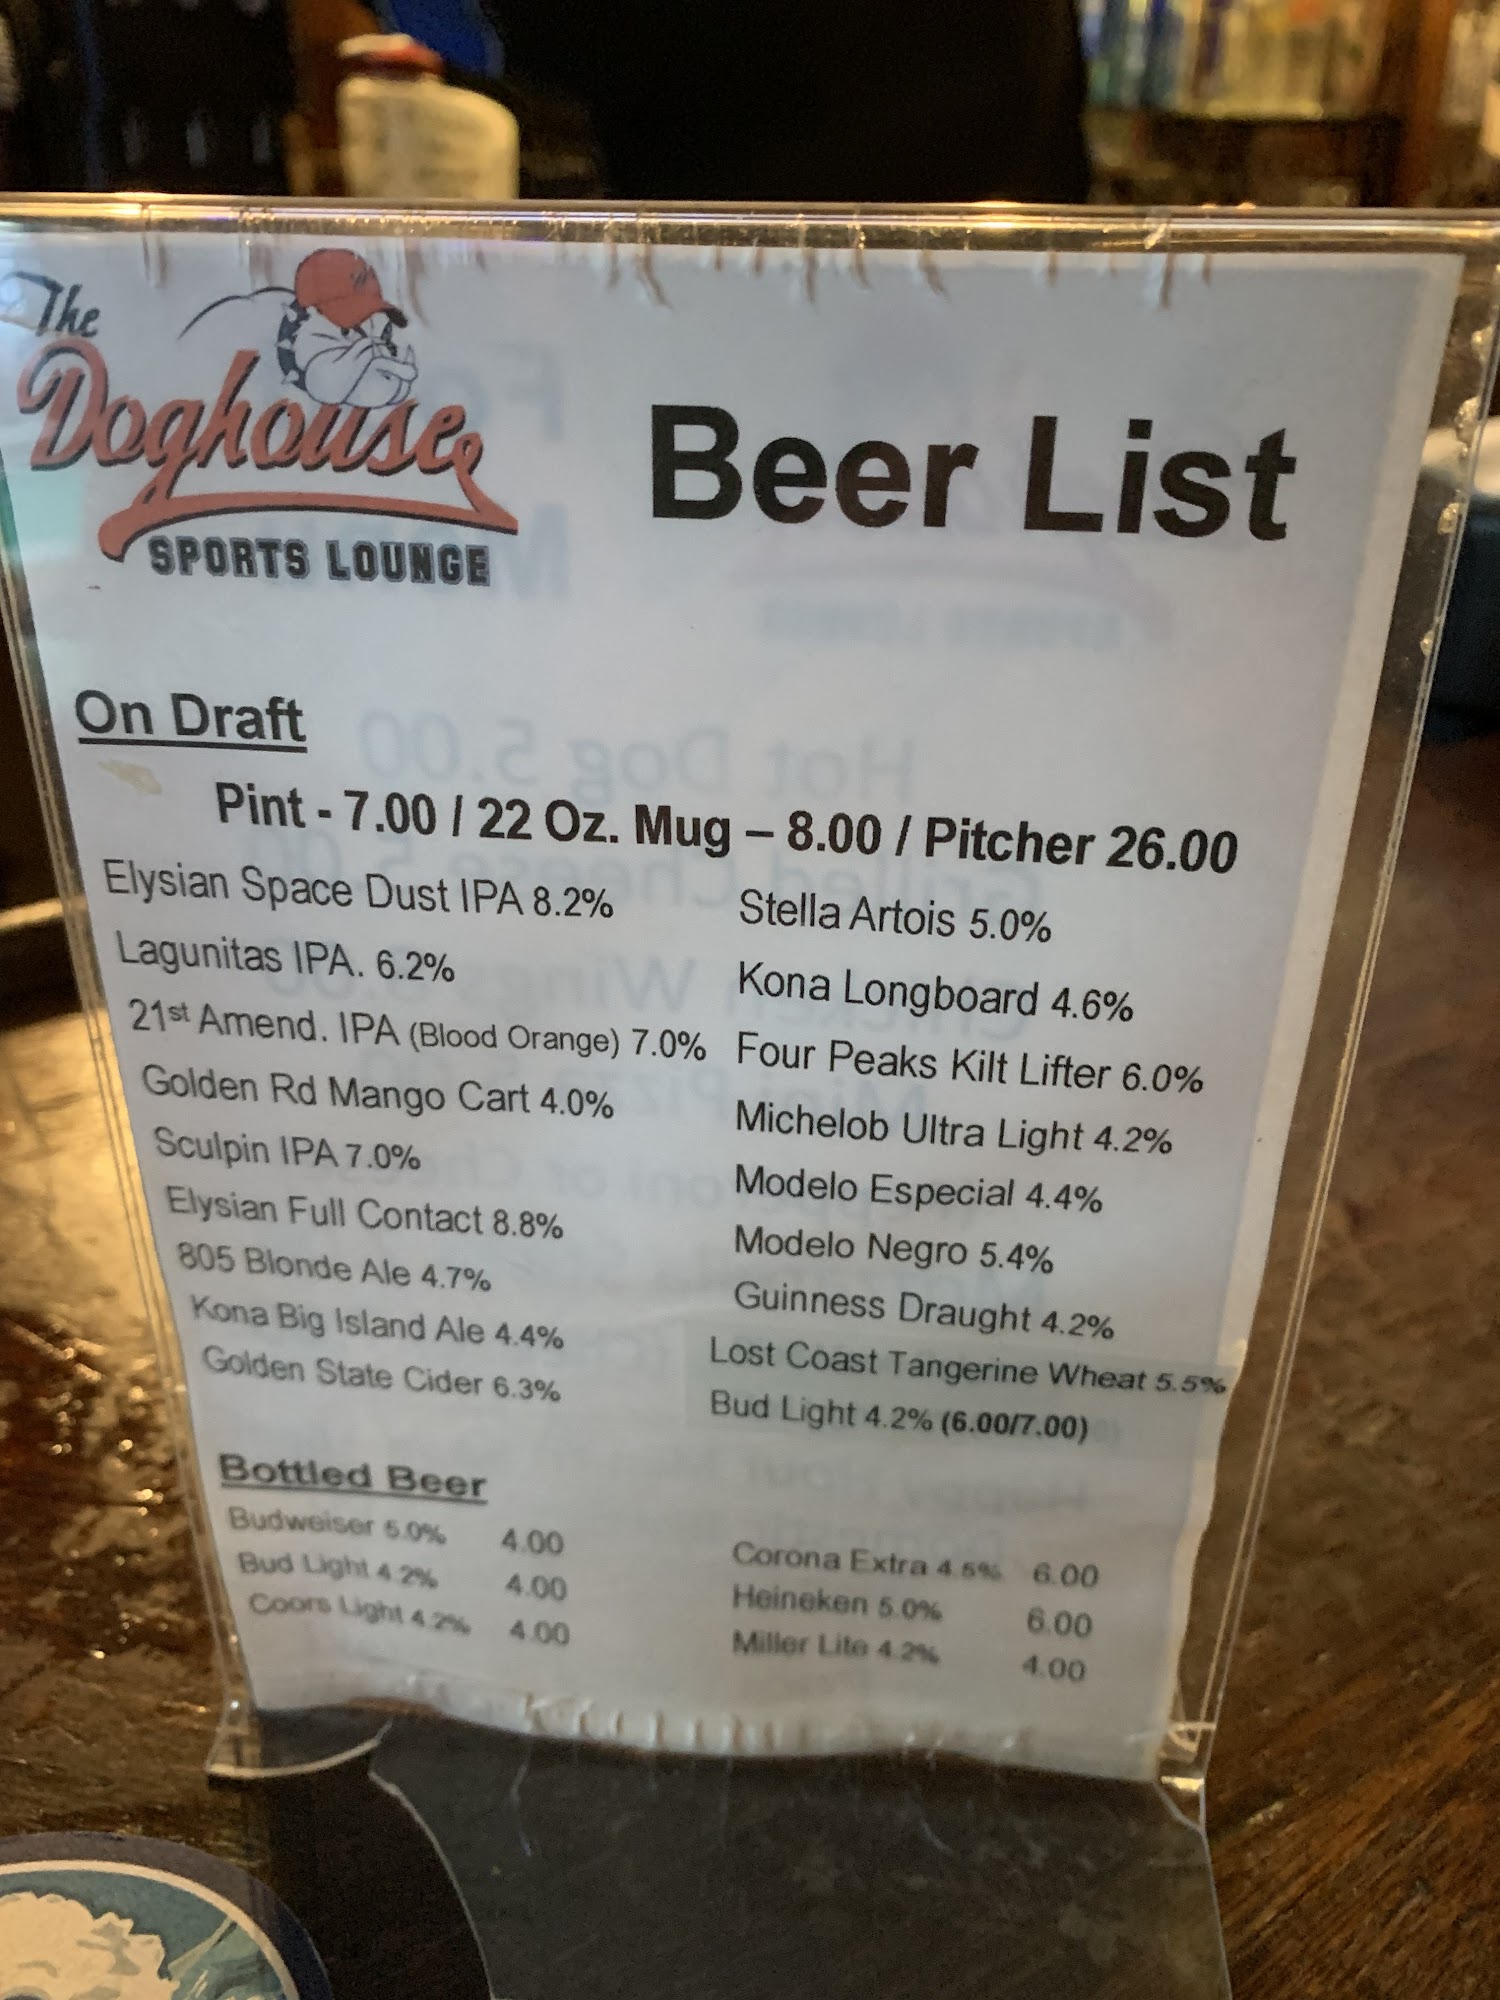 The
Doghouse
SPORTS LOUNGE
Beer List
On Draft
Pint - 7.00 / 22 Oz. Mug – 8.00 / Pitcher 26.00
Elysian Space Dust IPA 8.2%
Lagunitas IPA. 6.2%
21st Amend. IPA (Blood Orange) 7.0%
Golden Rd Mango Cart 4.0%
Sculpin IPA 7.0%
Elysian Full Contact 8.8%
805 Blonde Ale 4.7%
Kona Big Island Ale 4.4%
Golden State Cider 6.3%
Stella Artois 5.0%
Kona Longboard 4.6%
Four Peaks Kilt Lifter 6.0%
Michelob Ultra Light 4.2%
Modelo Especial 4.4%
Modelo Negro 5.4%
Guinness Draught 4.2%
Lost Coast Tangerine Wheat 5.5%
Bud Light 4.2% (6.00/7.00)
Bottled Beer
Budweiser 5.0% 4.00
Bud Light 4.2% 4.00
Coors Light 4.2% 4.00
Corona Extra 4.5% 6.00
Heineken 5.0% 6.00
Miller Lite 4.2% 4.00